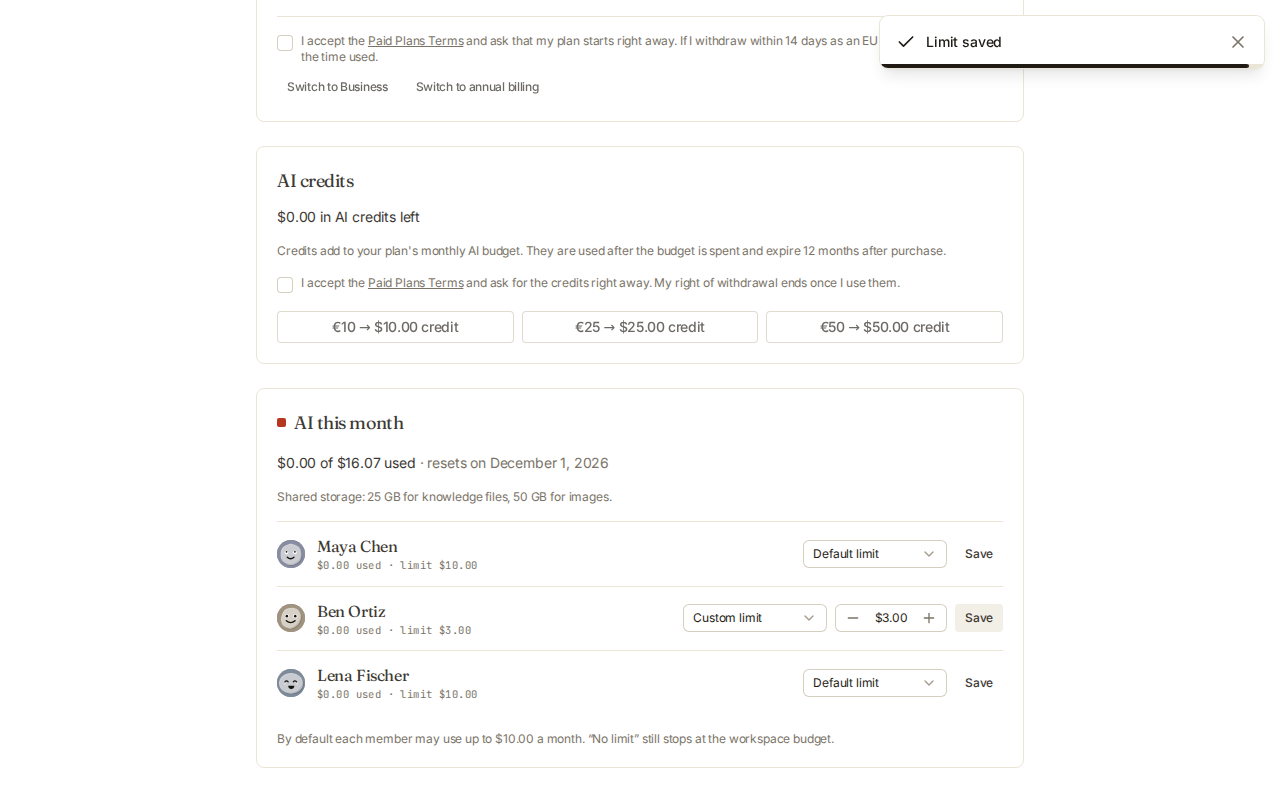 I accept the Paid Plans Terms and ask that my plan starts right away. If I withdraw within 14 days as an EU
the time used.
Limit saved
Switch to Business
Switch to annual billing
AI credits
$0.00 in AI credits left
Credits add to your plan's monthly AI budget. They are used after the budget is spent and expire 12 months after purchase.
I accept the Paid Plans Terms and ask for the credits right away. My right of withdrawal ends once I use them.
€10 → $10.00 credit
€25 → $25.00 credit
€50 → $50.00 credit
AI this month
$0.00 of $16.07 used · resets on December 1, 2026
Shared storage: 25 GB for knowledge files, 50 GB for images.
Maya Chen
$0.00 used · limit $10.00
Default limit
Save
Ben Ortiz
$0.00 used · limit $3.00
Custom limit
$3.00
Save
Lena Fischer
$0.00 used · limit $10.00
Default limit
Save
By default each member may use up to $10.00 a month. “No limit” still stops at the workspace budget.